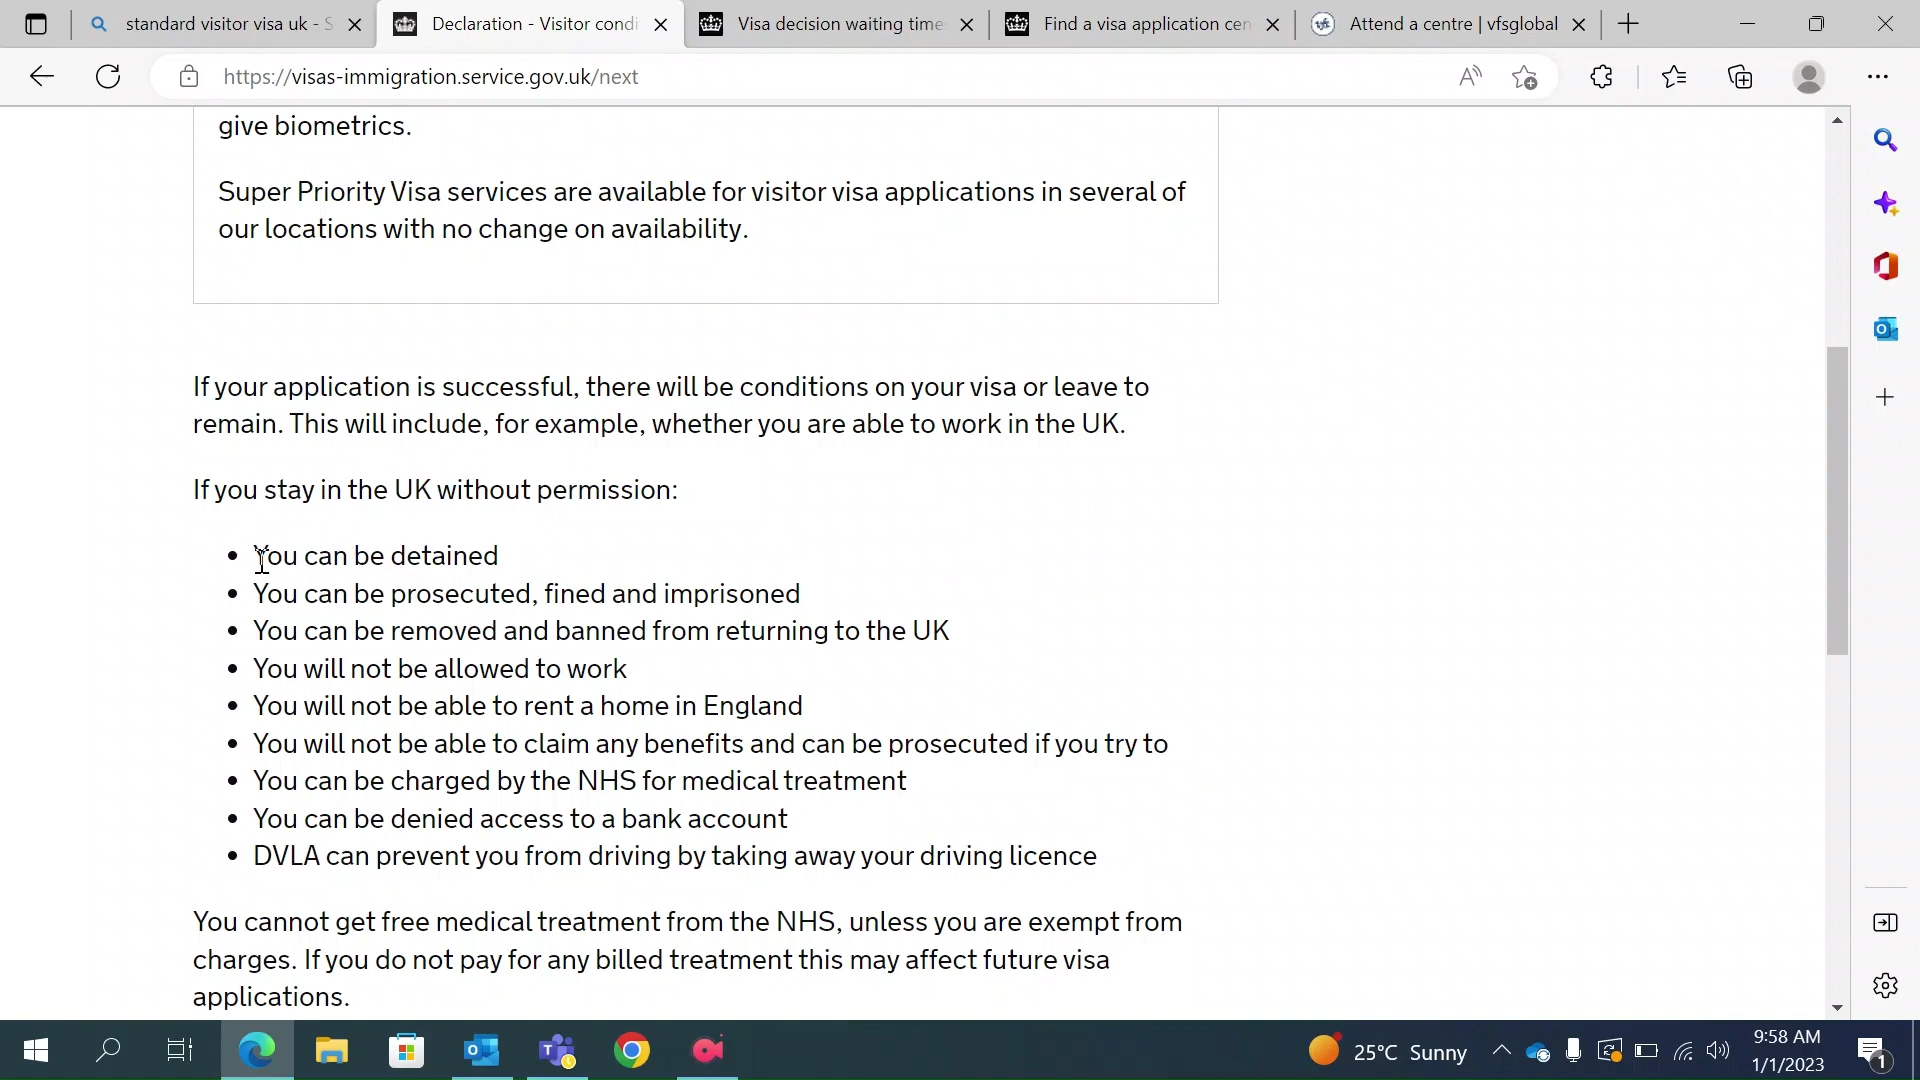 standard visitor visa uk - S
Declaration - Visitor condi
Visa decision waiting time
Find a visa application cen
Attend a centre | vfsglobal
https://visas-immigration.service.gov.uk/next
give biometrics.
Super Priority Visa services are available for visitor visa applications in several of
our locations with no change on availability.
If your application is successful, there will be conditions on your visa or leave to
remain. This will include, for example, whether you are able to work in the UK.
If you stay in the UK without permission:
• You can be detained
• You can be prosecuted, fined and imprisoned
• You can be removed and banned from returning to the UK
• You will not be allowed to work
• You will not be able to rent a home in England
• You will not be able to claim any benefits and can be prosecuted if you try to
• You can be charged by the NHS for medical treatment
• You can be denied access to a bank account
• DVLA can prevent you from driving by taking away your driving licence
You cannot get free medical treatment from the NHS, unless you are exempt from
charges. If you do not pay for any billed treatment this may affect future visa
applications.
25°C Sunny
9:58 AM
1/1/2023
1